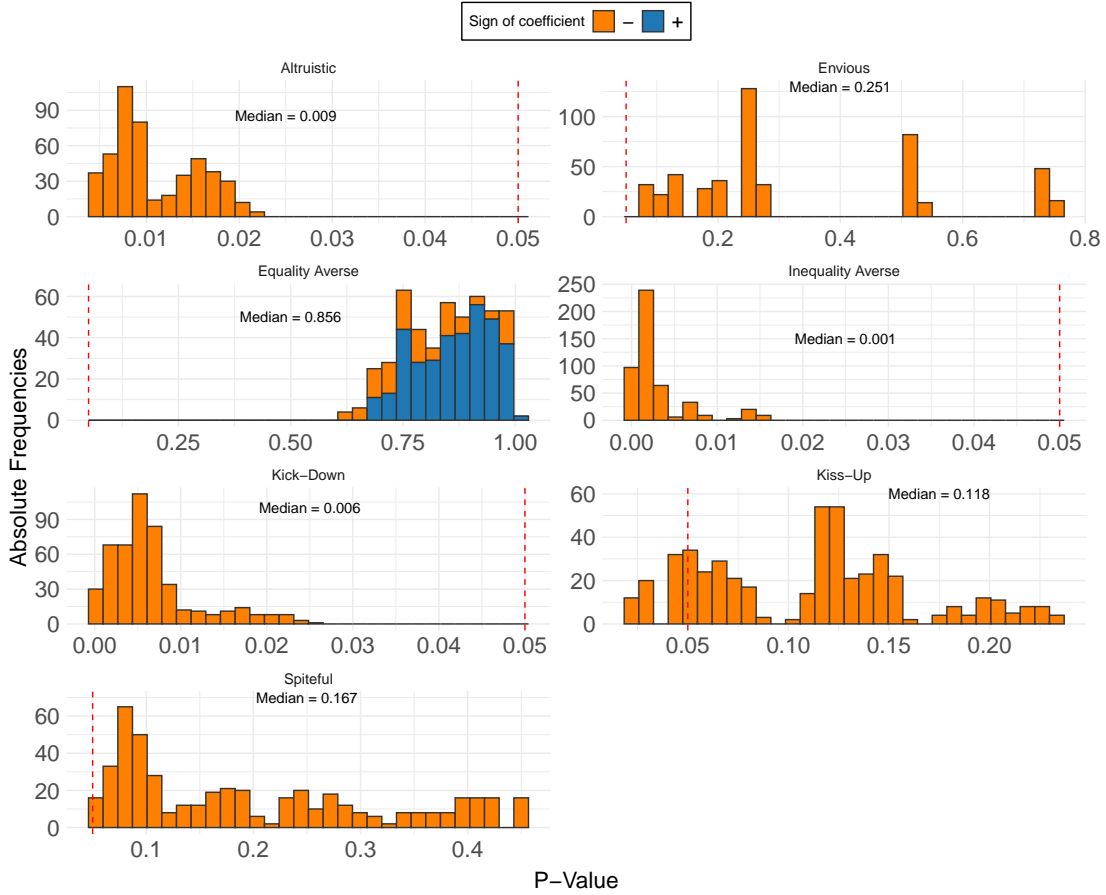 Sign of coefficient − +
Altruistic
Median = 0.009
90
60
30
0
0.01 0.02 0.03 0.04 0.05
Envious
Median = 0.251
100
50
0
0.2 0.4 0.6 0.8
Equality Averse
Median = 0.856
60
40
20
0
0.25 0.50 0.75 1.00
Inequality Averse
Median = 0.001
250
200
150
100
50
0
0.00 0.01 0.02 0.03 0.04 0.05
Kick−Down
Median = 0.006
90
60
30
0
0.00 0.01 0.02 0.03 0.04 0.05
Kiss−Up
Median = 0.118
60
40
20
0
0.05 0.10 0.15 0.20
Spiteful
Median = 0.167
60
40
20
0
0.1 0.2 0.3 0.4
Absolute Frequencies
P−Value